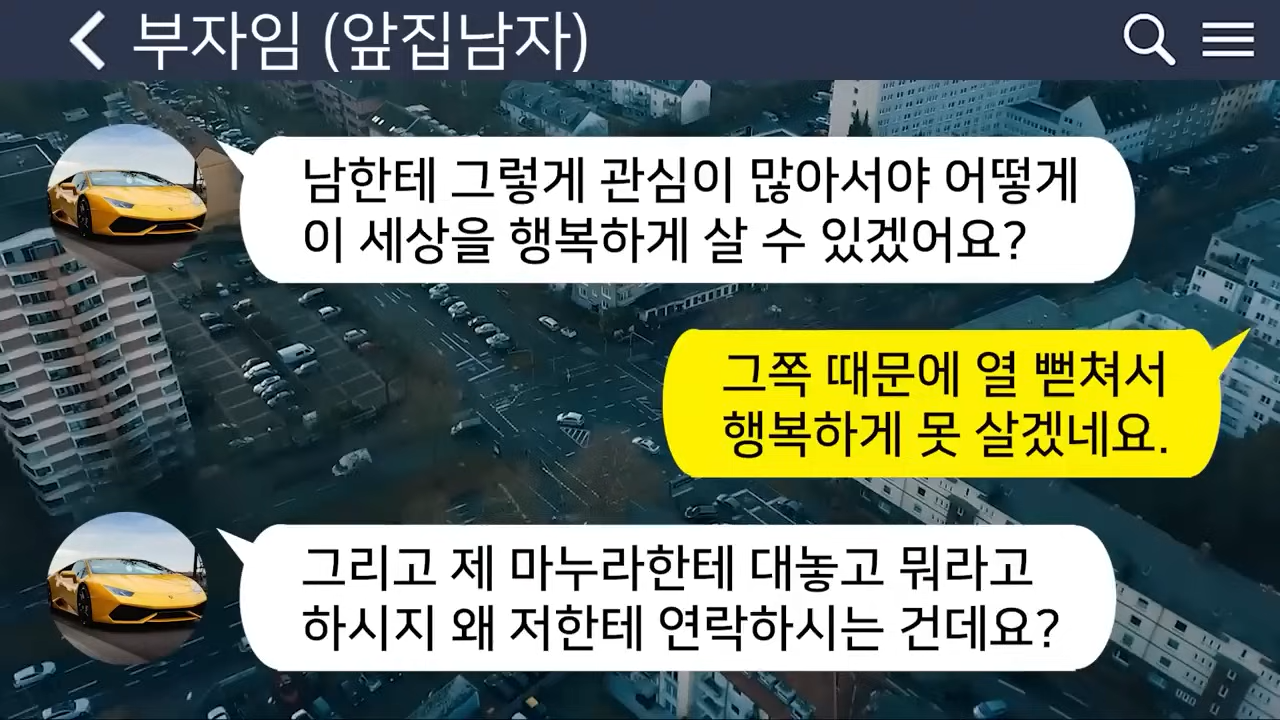 부자임 (앞집남자)
남한테 그렇게 관심이 많아서야 어떻게
이 세상을 행복하게 살 수 있겠어요?
그쪽 때문에 열 뻗쳐서
행복하게 못 살겠네요.
그리고 제 마누라한테 대놓고 뭐라고
하시지 왜 저한테 연락하시는 건데요?